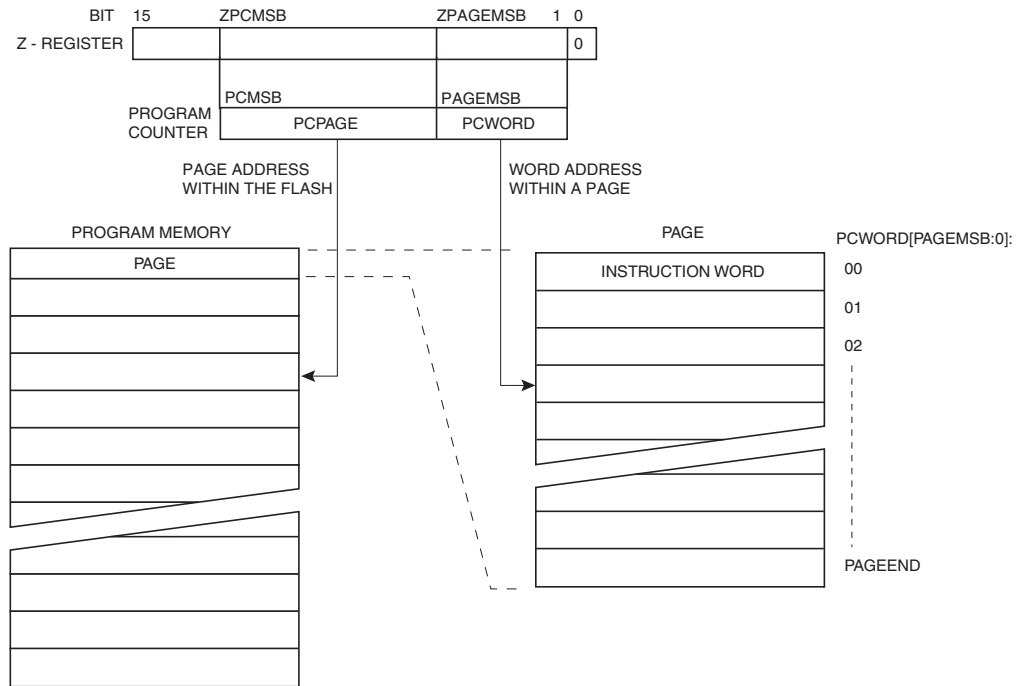 BIT 15 ZPCMSB ZPAGEMSB 1 0
Z - REGISTER 0
PCMSB PAGEMSB
PROGRAM
COUNTER
PCPAGE PCWORD
PAGE ADDRESS
WITHIN THE FLASH
WORD ADDRESS
WITHIN A PAGE
PROGRAM MEMORY
PAGE
PAGE
INSTRUCTION WORD
PCWORD[PAGEMSB:0]:
00
01
02
PAGEEND